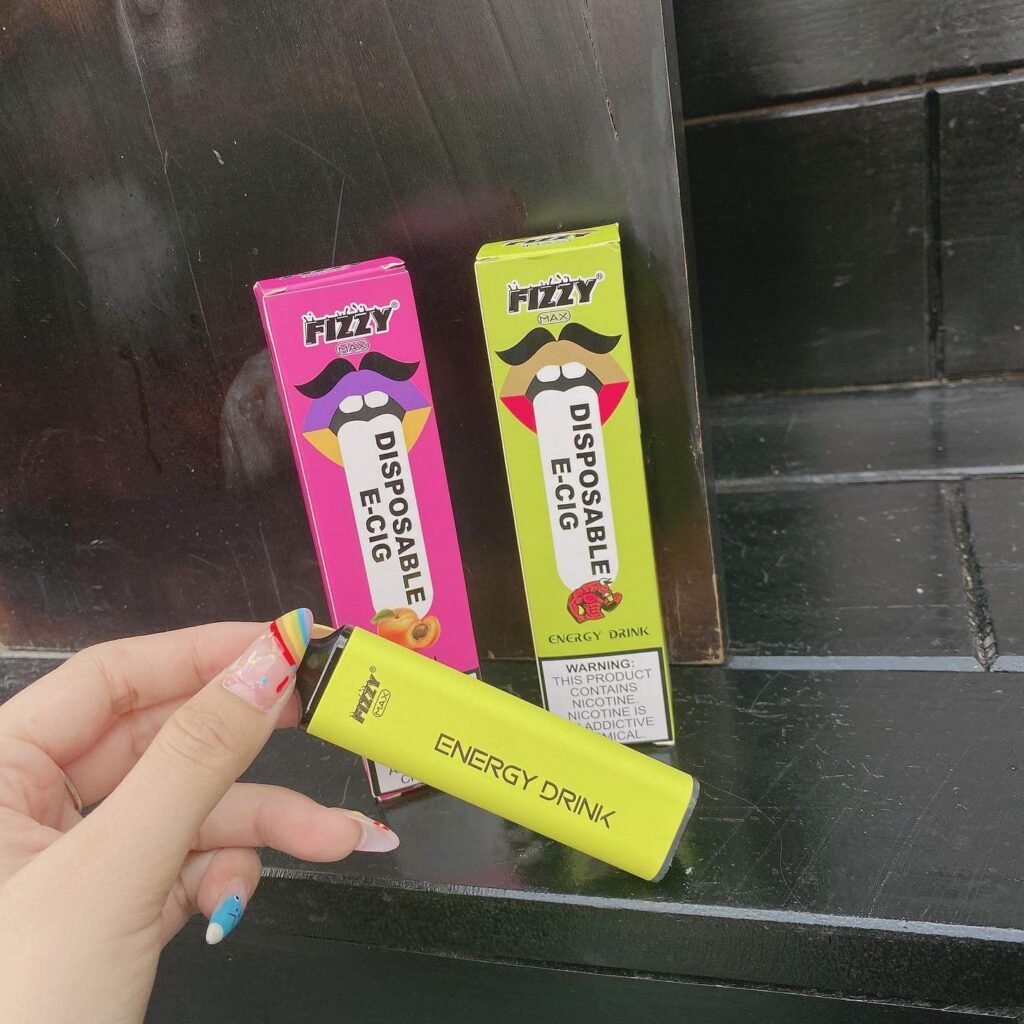 FIZZY®
MAX
DISPOSABLE
E-CIG
FIZZY®
MAX
DISPOSABLE
E-CIG
ENERGY DRINK
WARNING:
THIS PRODUCT
CONTAINS
NICOTINE.
NICOTINE IS
ADDICTIVE
FIZZY®
MAX
ENERGY DRINK